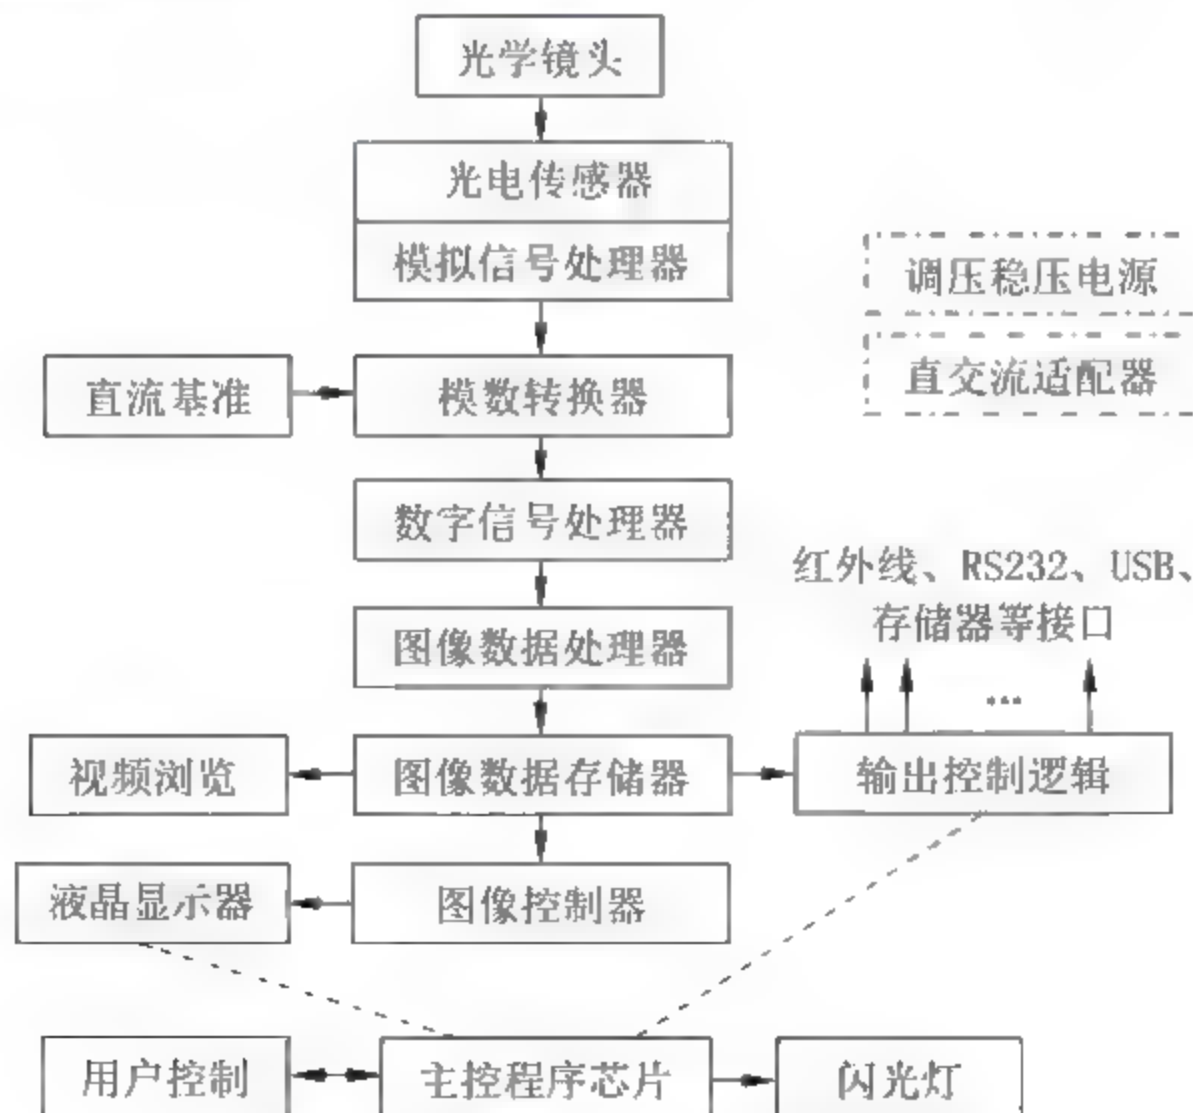 光学镜头
光电传感器
模拟信号处理器
调压稳压电源
直流基准
模数转换器
直交流适配器
数字信号处理器
红外线、RS232、USB、
存储器等接口
图像数据处理器
...
视频浏览
图像数据存储器
输出控制逻辑
液晶显示器
图像控制器
用户控制
主控程序芯片
闪光灯